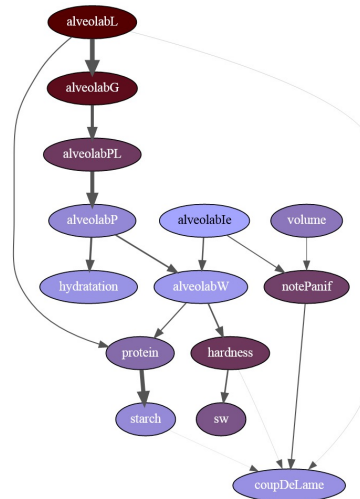 alveolabL
alveolabG
alveolabPL
alveolabP
alveolabIe
volume
hydratation
alveolabW
notePanif
protein
hardness
starch
sw
coupDeLame